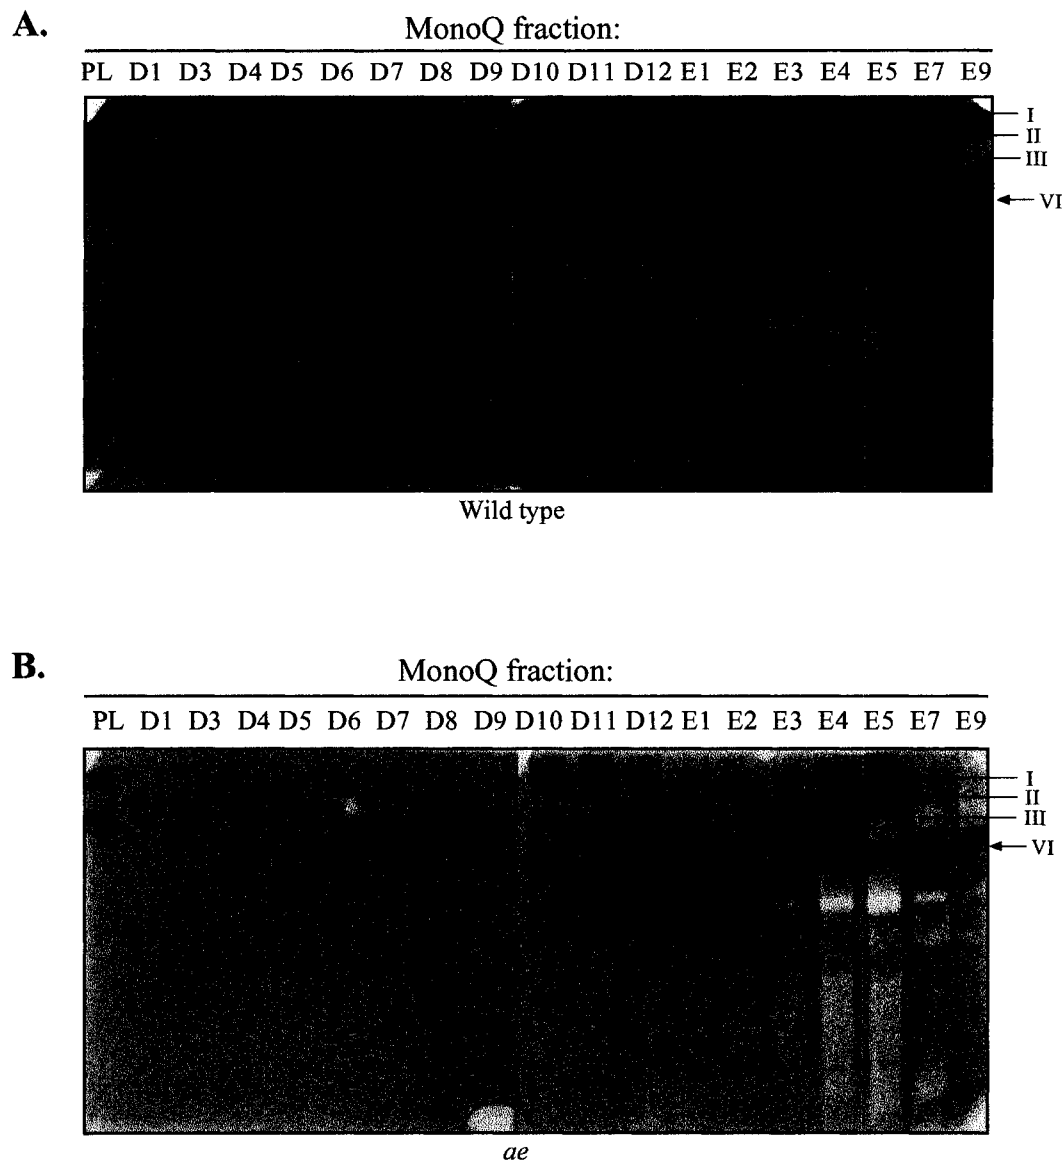 A.
MonoQ fraction:
PL D1 D3 D4 D5 D6 D7 D8 D9 D10 D11 D12 E1 E2 E3 E4 E5 E7 E9
I
II
III
VI
Wild type
B.
MonoQ fraction:
PL D1 D3 D4 D5 D6 D7 D8 D9 D10 D11 D12 E1 E2 E3 E4 E5 E7 E9
I
II
III
VI
ae